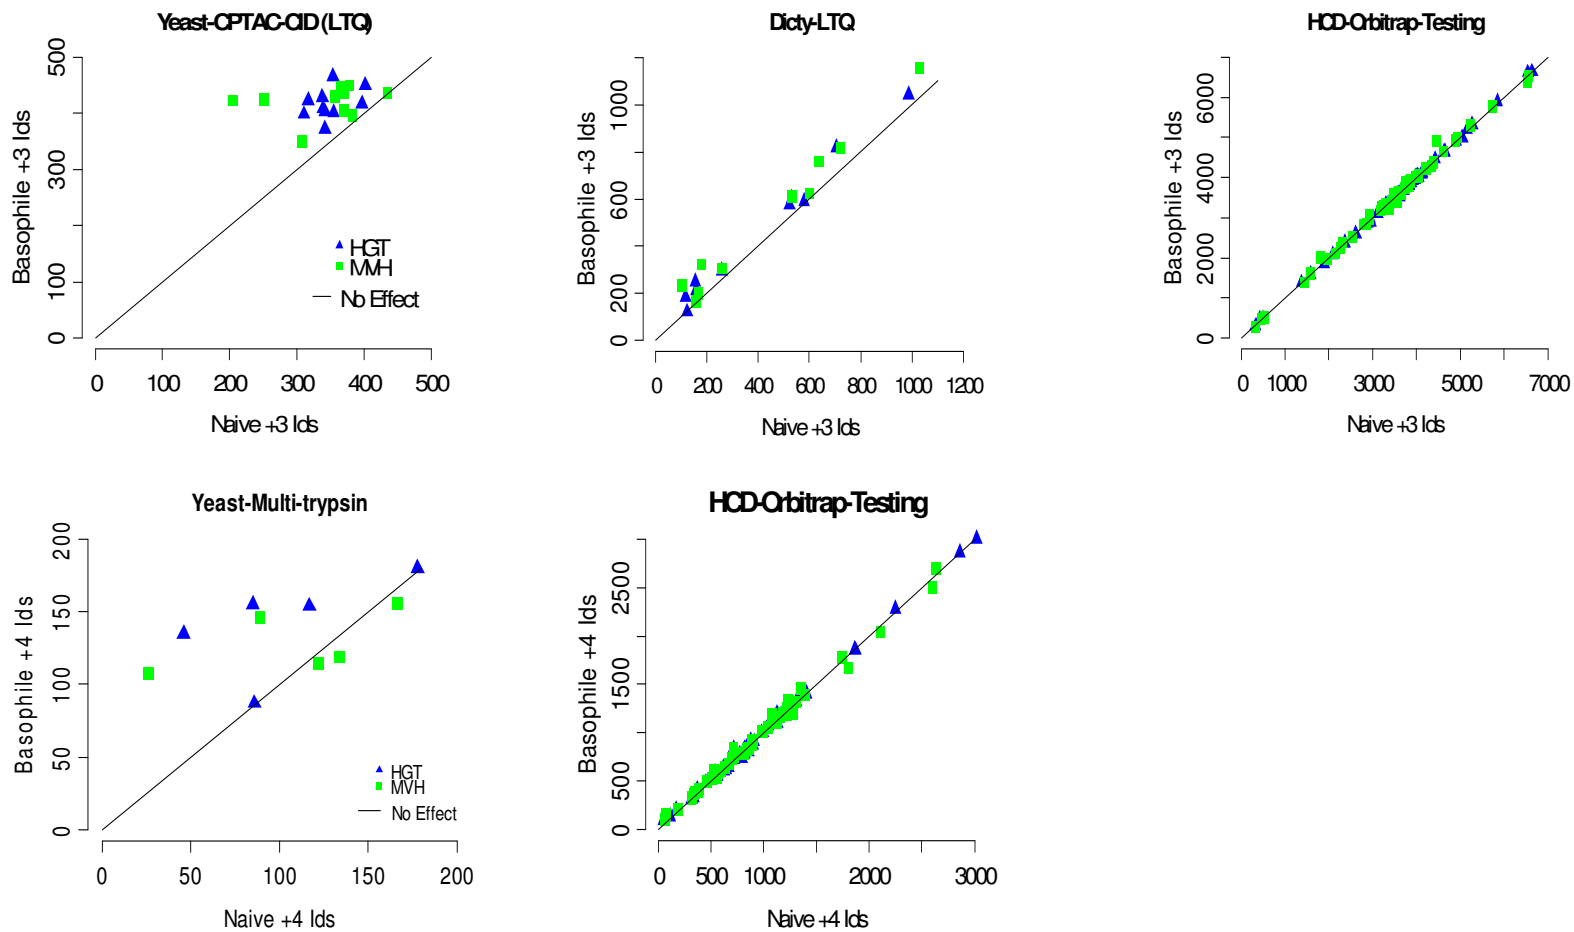 Yeast-CPTAC-CID (LTQ)
Basophile +3 Ids
500
300
100
0
HGT
MVH
No Effect
0 100 200 300 400 500
Naive +3 Ids
Dicty-LTQ
Basophile +3 Ids
1000
600
200
0
0 200 400 600 800 1000 1200
Naive +3 Ids
HCD-Orbitrap-Testing
Basophile +3 Ids
6000
4000
2000
0
0 1000 3000 5000 7000
Naive +3 Ids
Yeast-Multi-trypsin
Basophile +4 Ids
200
150
100
50
0
HGT
MVH
No Effect
0 50 100 150 200
Naive +4 Ids
HCD-Orbitrap-Testing
Basophile +4 Ids
2500
1500
500
0
0 500 1000 2000 3000
Naive +4 Ids